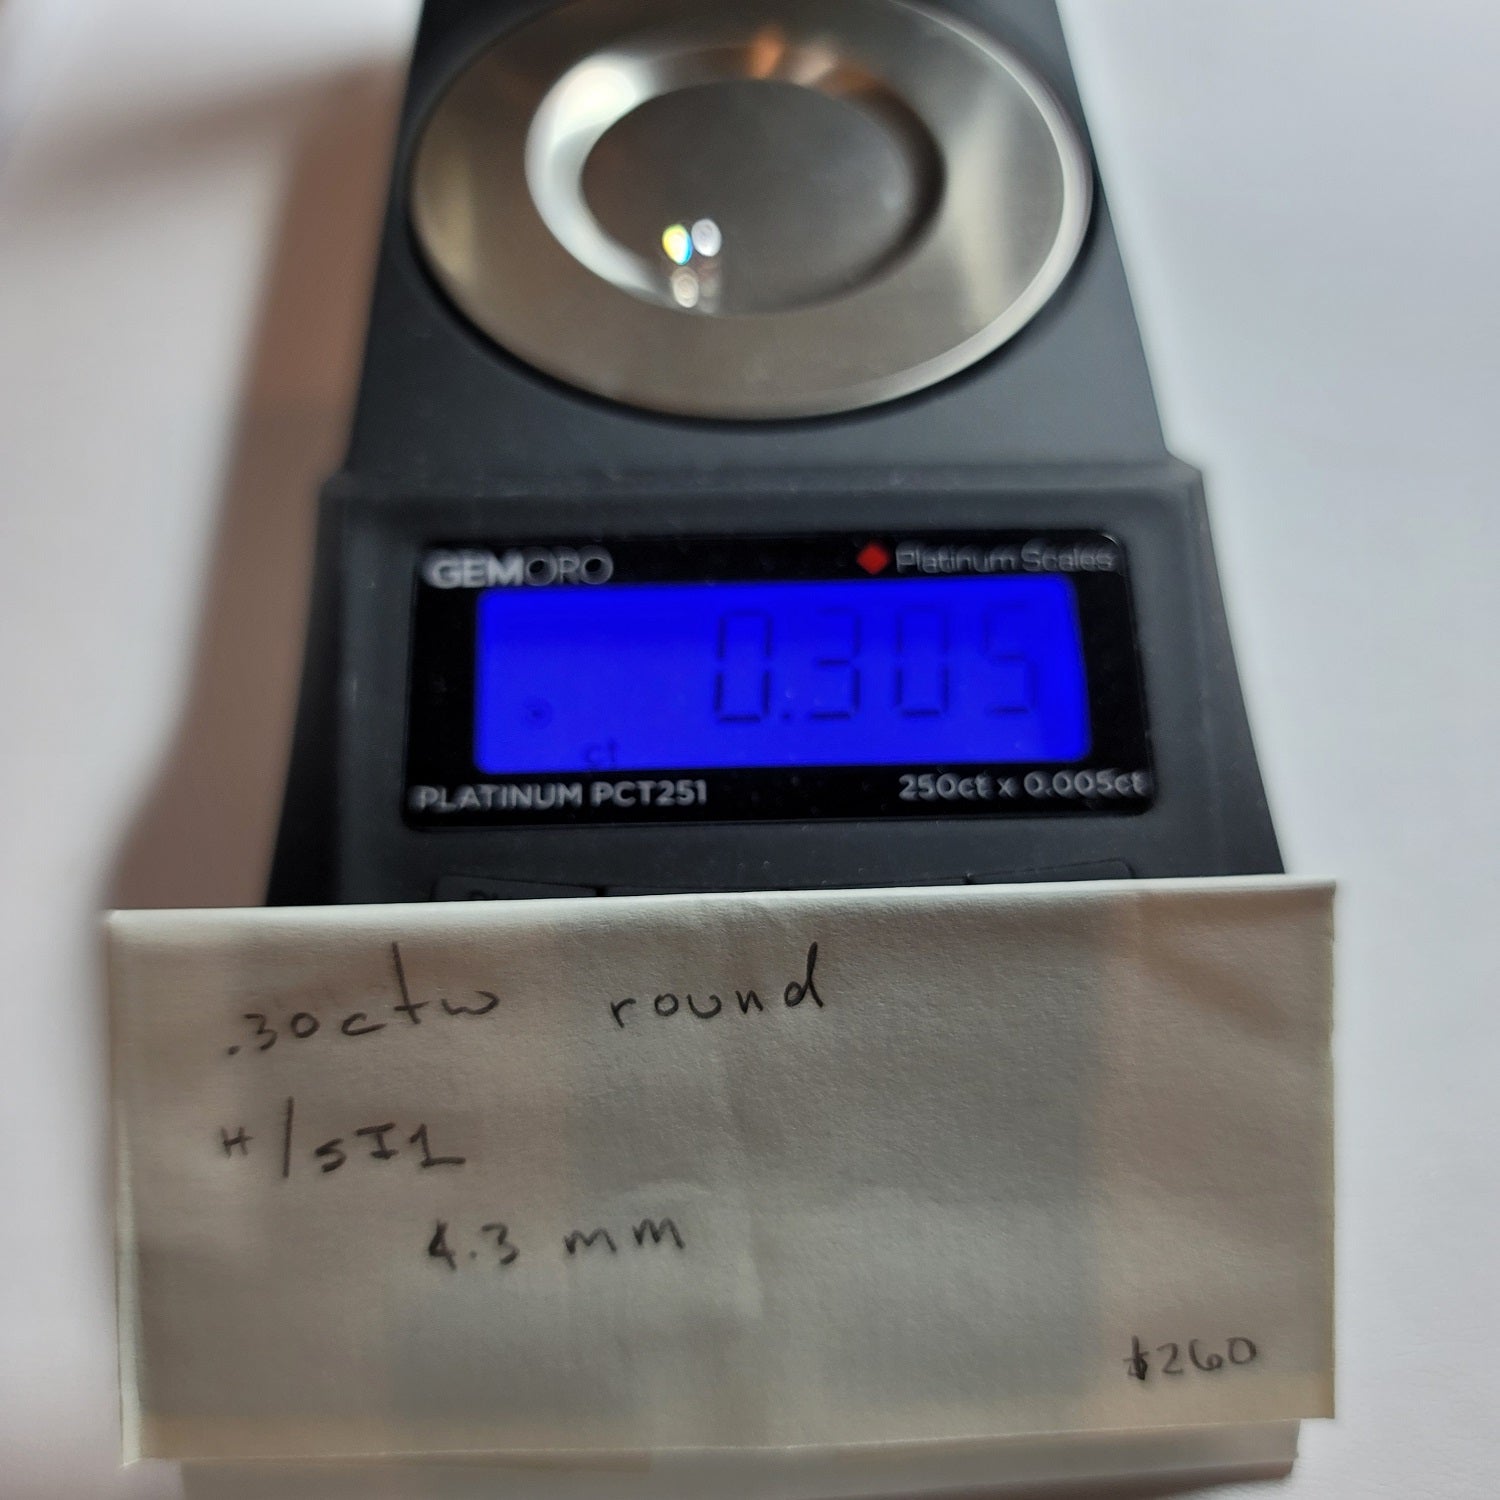 GEMORO Platinum Scales
0.305
ct
PLATINUM PCT251 250ct x 0.005ct
.30ctw round
H/SI1
4.3 mm
$260